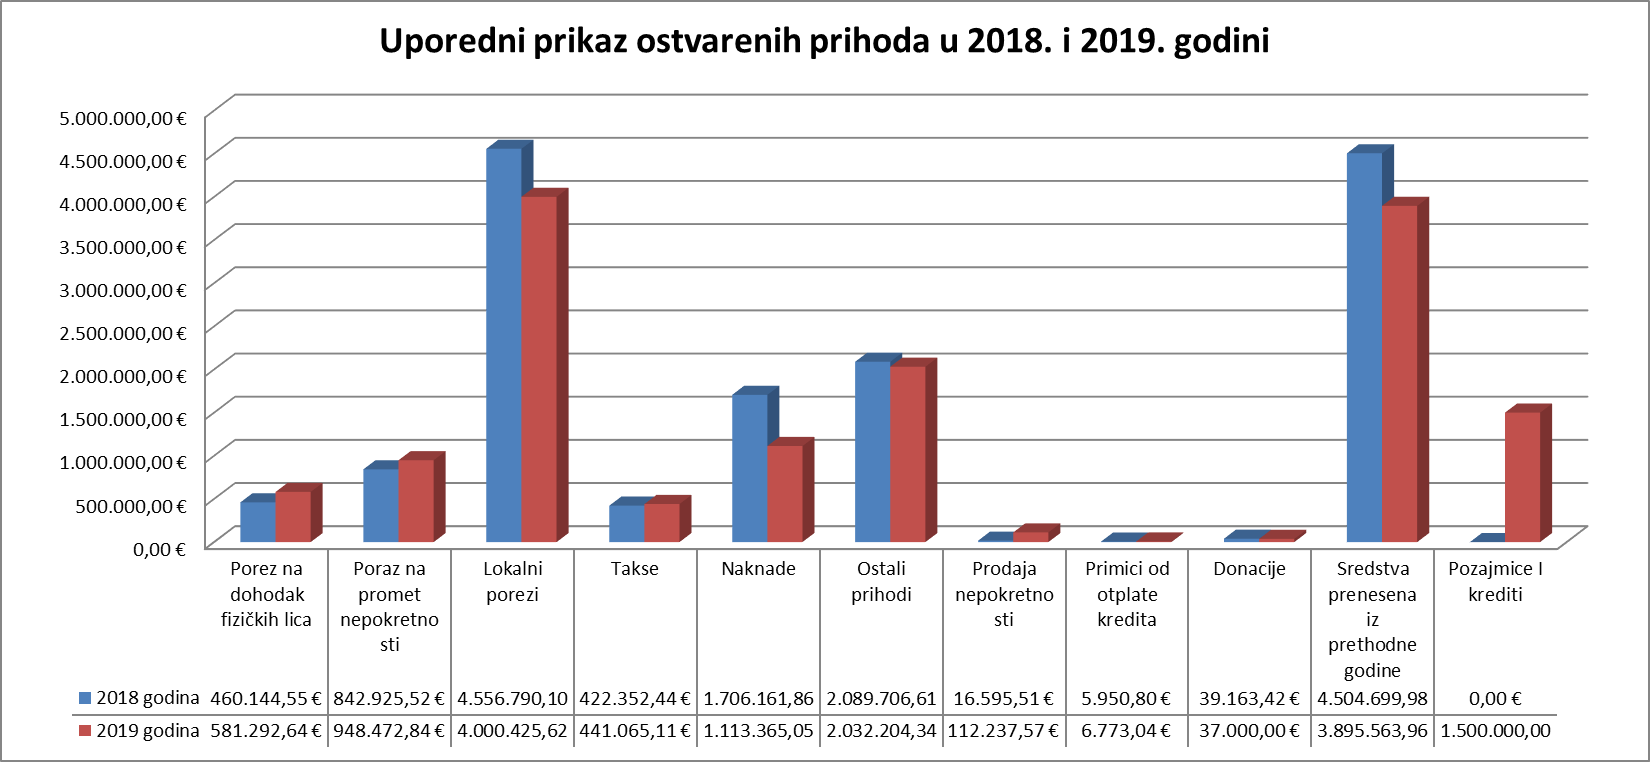 Uporedni prikaz ostvarenih prihoda u 2018. i 2019. godini
5.000.000,00 €
4.500.000,00 €
4.000.000,00 €
3.500.000,00 €
3.000.000,00 €
2.500.000,00 €
2.000.000,00 €
1.500.000,00 €
1.000.000,00 €
500.000,00 €
0,00 €
Porez na
dohodak
fizičkih lica
Poraz na
promet
nepokretno
sti
Lokalni
porezi
Takse
Naknade
Ostali
prihodi
Prodaja
nepokretno
sti
Primici od
otplate
kredita
Donacije
Sredstva
prenesena
iz
prethodne
godine
Pozajmice I
krediti
2018 godina 460.144,55 € 842.925,52 € 4.556.790,10 422.352,44 € 1.706.161,86 2.089.706,61 16.595,51 € 5.950,80 € 39.163,42 € 4.504.699,98 0,00 €
2019 godina 581.292,64 € 948.472,84 € 4.000.425,62 441.065,11 € 1.113.365,05 2.032.204,34 112.237,57 € 6.773,04 € 37.000,00 € 3.895.563,96 1.500.000,00